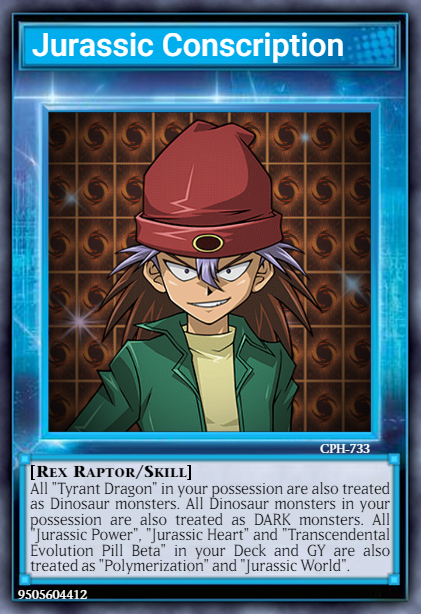 Jurassic Conscription
CPH-733
[Rex Raptor/Skill]
All "Tyrant Dragon" in your possession are also treated
as Dinosaur monsters. All Dinosaur monsters in your
possession are also treated as DARK monsters. All
"Jurassic Power", "Jurassic Heart" and "Transcendental
Evolution Pill Beta" in your Deck and GY are also
treated as "Polymerization" and "Jurassic World".
9505604412